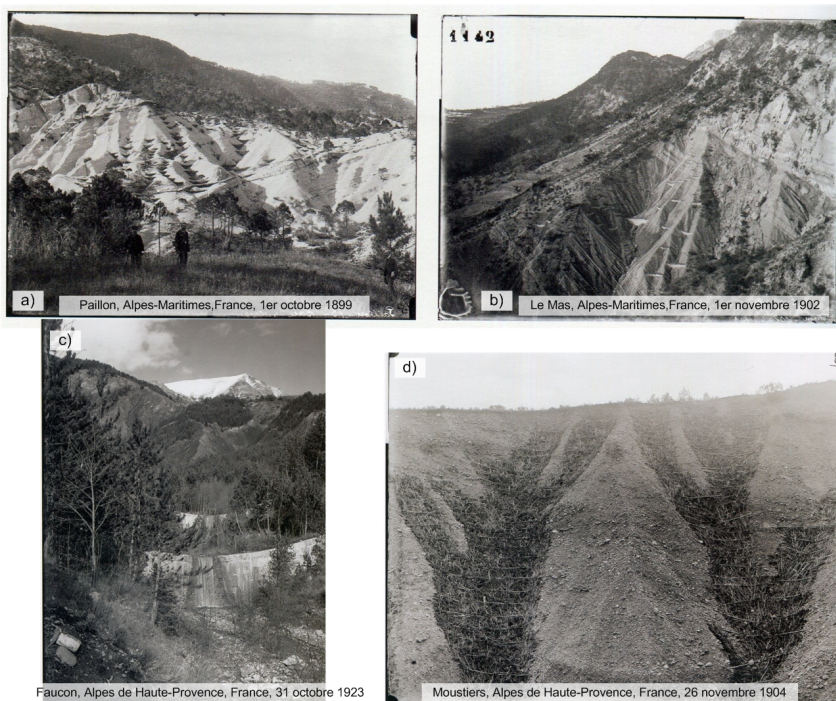 1142
a)
Paillon, Alpes-Maritimes,France, 1er octobre 1899
b)
Le Mas, Alpes-Maritimes,France, 1er novembre 1902
c)
d)
Faucon, Alpes de Haute-Provence, France, 31 octobre 1923
Moustiers, Alpes de Haute-Provence, France, 26 novembre 1904